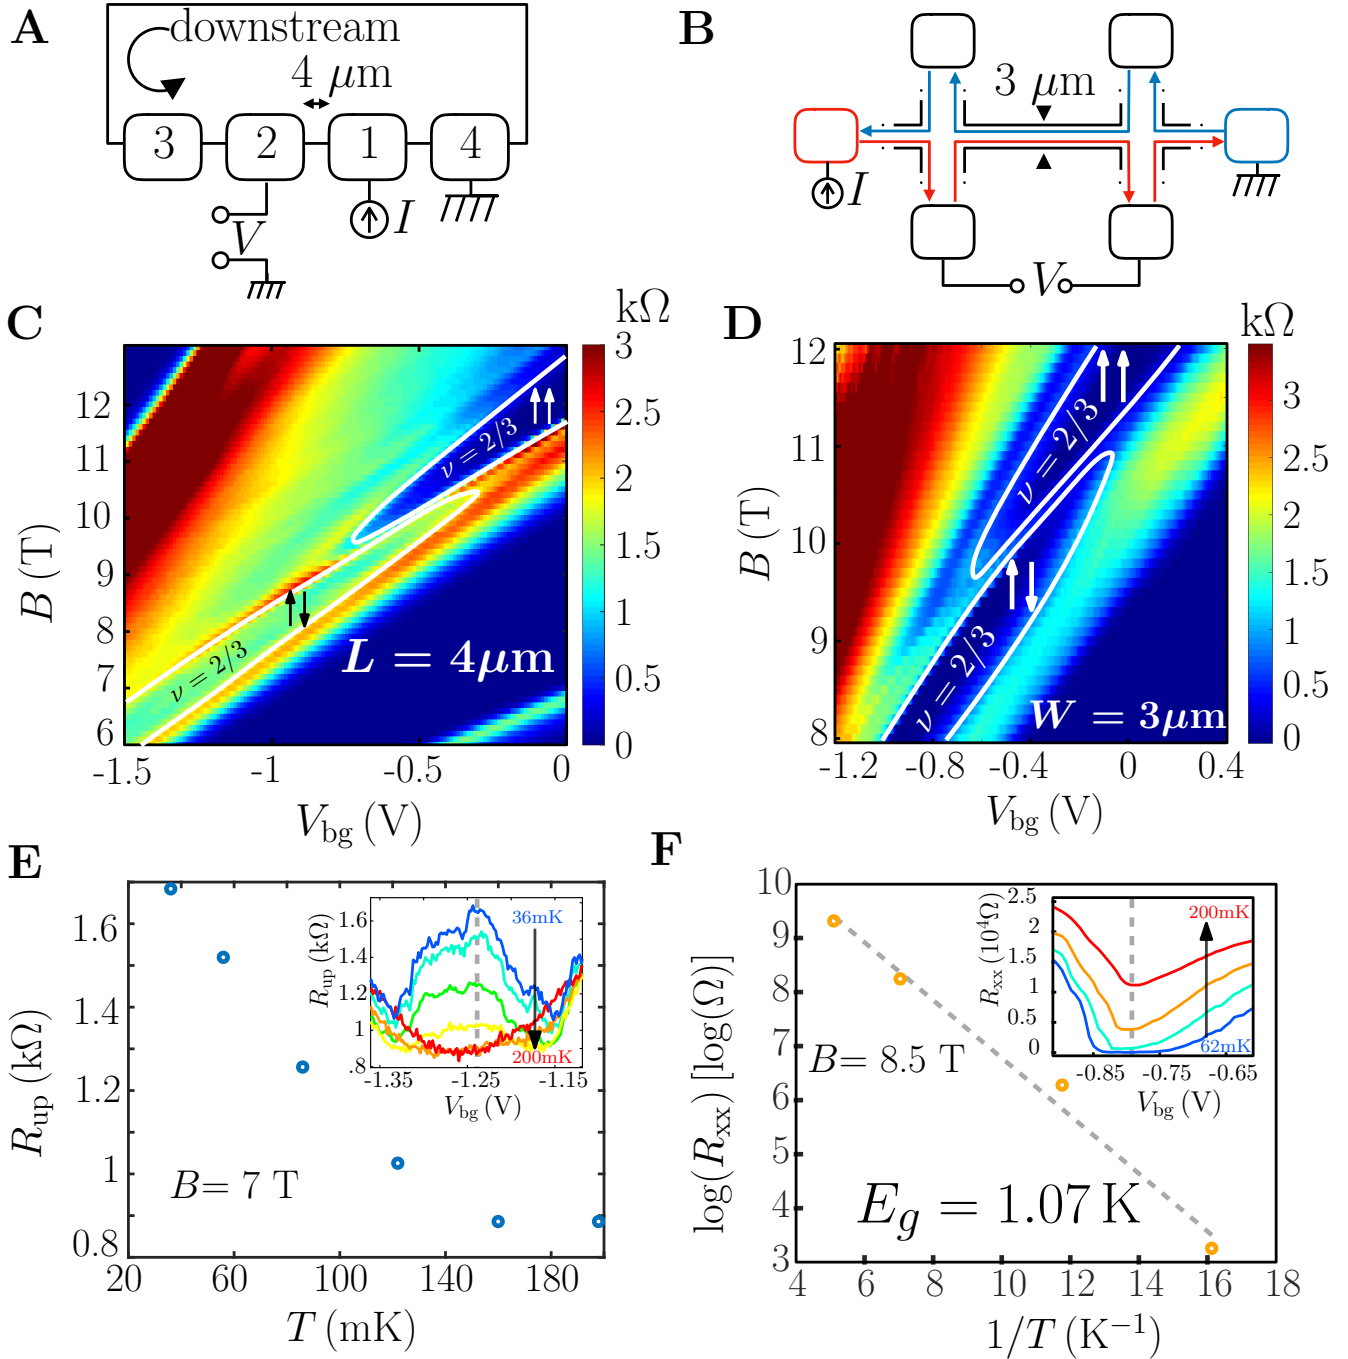 A
downstream
4 μm
3
2
1
4
V
I
B
3 μm
I
V
C
kΩ
3
2.5
2
1.5
1
0.5
0
12
11
10
9
8
7
6
B (T)
ν = 2/3
ν = 2/3
L = 4μm
-1.5
-1
-0.5
0
V_bg (V)
D
kΩ
3
2.5
2
1.5
1
0.5
0
12
10
9
8
B (T)
ν = 2/3
ν = 2/3
W = 3μm
-1.2
-0.8
-0.4
0
0.4
V_bg (V)
E
1.6
1.4
1.2
1
0.8
R_up (kΩ)
B= 7 T
20
60
100
140
180
T (mK)
R_up (kΩ)
1.6
1.4
1.2
1
0.8
36mK
200mK
-1.35
-1.25
-1.15
V_bg (V)
F
10
9
8
7
6
5
4
3
log(R_xx) [log(Ω)]
B= 8.5 T
E_g = 1.07 K
4
6
8
10
12
14
16
18
1/T (K⁻¹)
R_xx (10⁴Ω)
2.5
2
1.5
1
0.5
0
200mK
62mK
-0.85
-0.75
-0.65
V_bg (V)